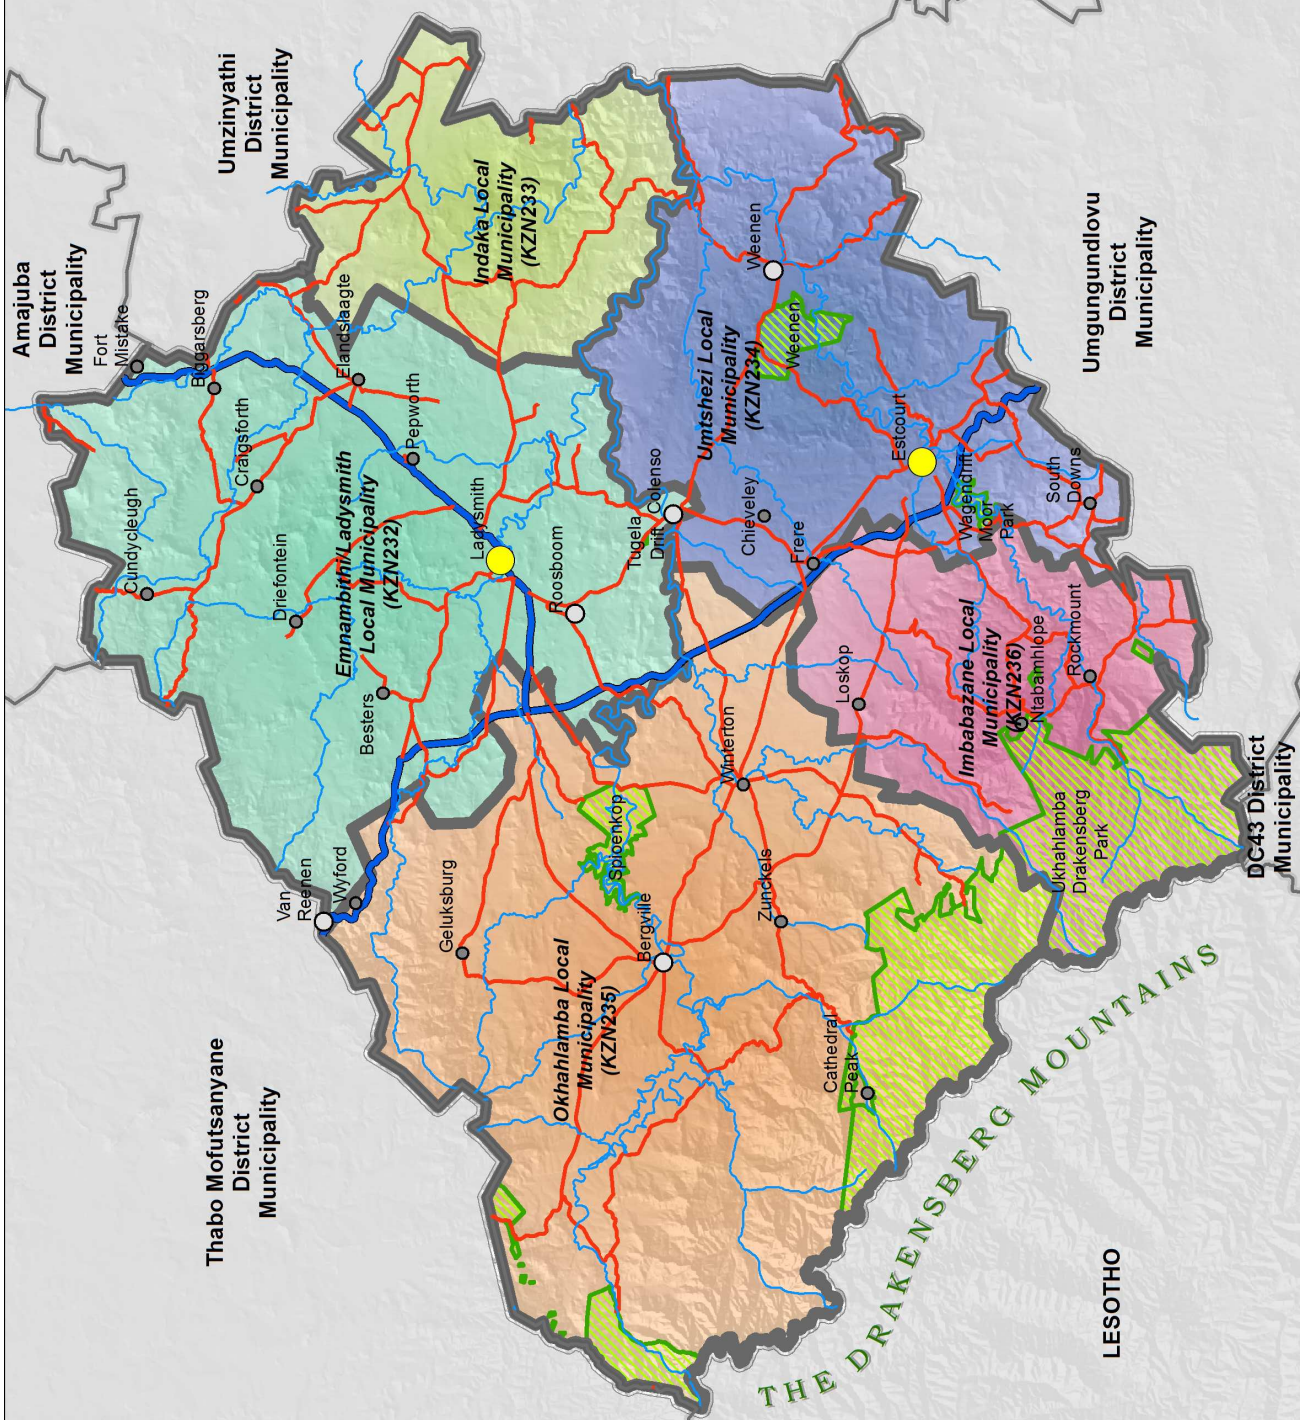 Amajuba
District
Municipality
Umzinyathi
District
Municipality
Umgungundlovu
District
Municipality
DC43 District
Municipality
Thabo Mofutsanyane
District
Municipality
LESOTHO
THE DRAKENSBERG MOUNTAINS
Emnambithi/Ladysmith
Local Municipality
(KZN232)
Indaka Local
Municipality
(KZN233)
Umtshezi Local
Municipality
(KZN234)
Okhahlamba Local
Municipality
(KZN235)
Imbabazane Local
Municipality
(KZN236)
Fort
Mistake
Biggarsberg
Elandslaagte
Craigsforth
Pepworth
Cundycleugh
Driefontein
Ladysmith
Besters
Roosboom
Van
Reenen
Wyford
Tugela
Drift
Colenso
Weenen
Weenen
Cheveley
Frere
Estcourt
Wagendrift
Moor
Park
South
Downs
Loskop
Ntabamhlope
Rockmount
Winterton
Spioenkop
Geluksburg
Bergville
Zunckels
Cathedral
Peak
Ukhahlamba
Drakensberg
Park